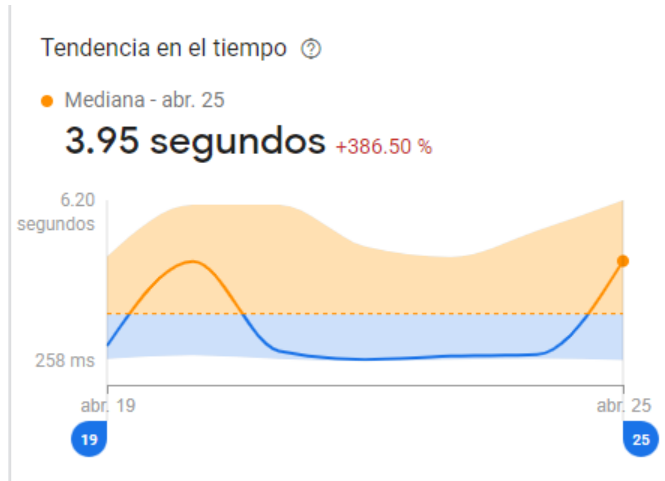 Tendencia en el tiempo ?
Mediana - abr. 25
3.95 segundos +386.50 %
6.20
segundos
258 ms
abr. 19
abr. 25
19
25